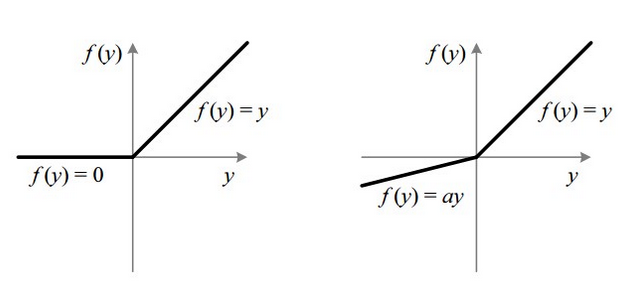 f(y)
f(y) = y
f(y) = 0
y
f(y)
f(y) = y
f(y) = ay
y